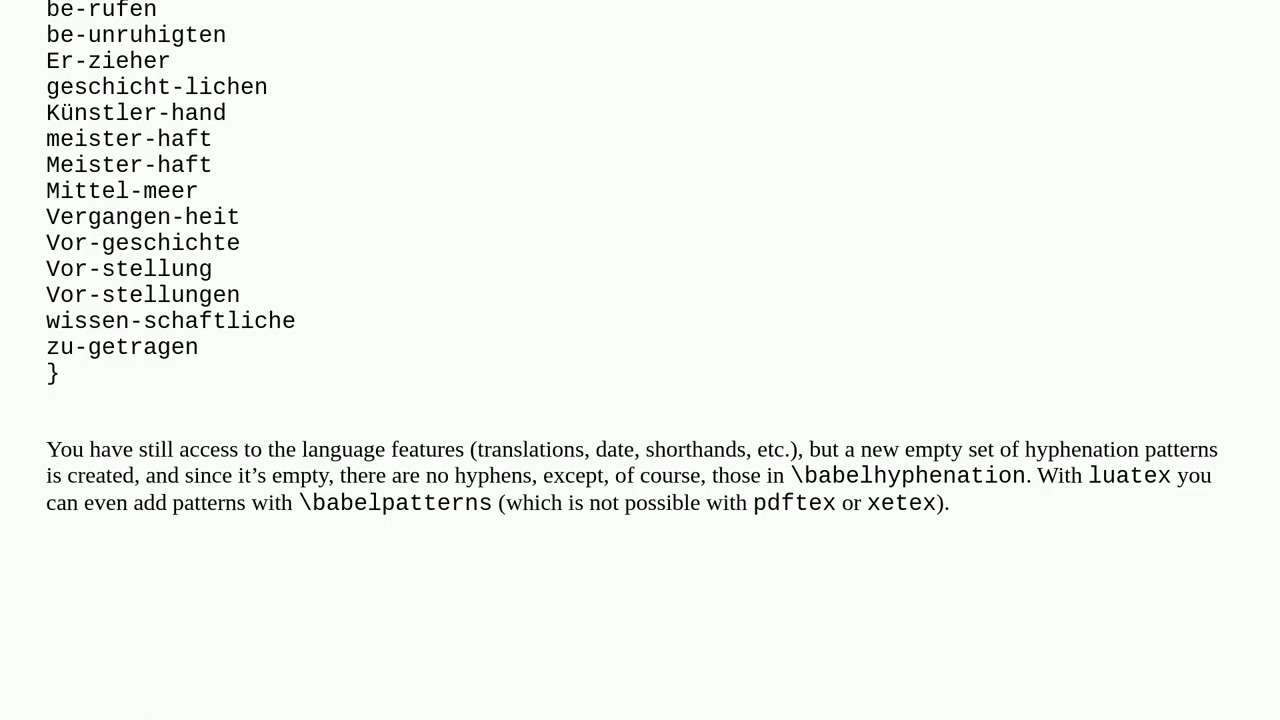 be-rufen
be-unruhigten
Er-zieher
geschicht-lichen
Künstler-hand
meister-haft
Meister-haft
Mittel-meer
Vergangen-heit
Vor-geschichte
Vor-stellung
Vor-stellungen
wissen-schaftliche
zu-getragen
}
You have still access to the language features (translations, date, shorthands, etc.), but a new empty set of hyphenation patterns
is created, and since it’s empty, there are no hyphens, except, of course, those in \babelhyphenation. With luatex you
can even add patterns with \babelpatterns (which is not possible with pdftex or xetex).